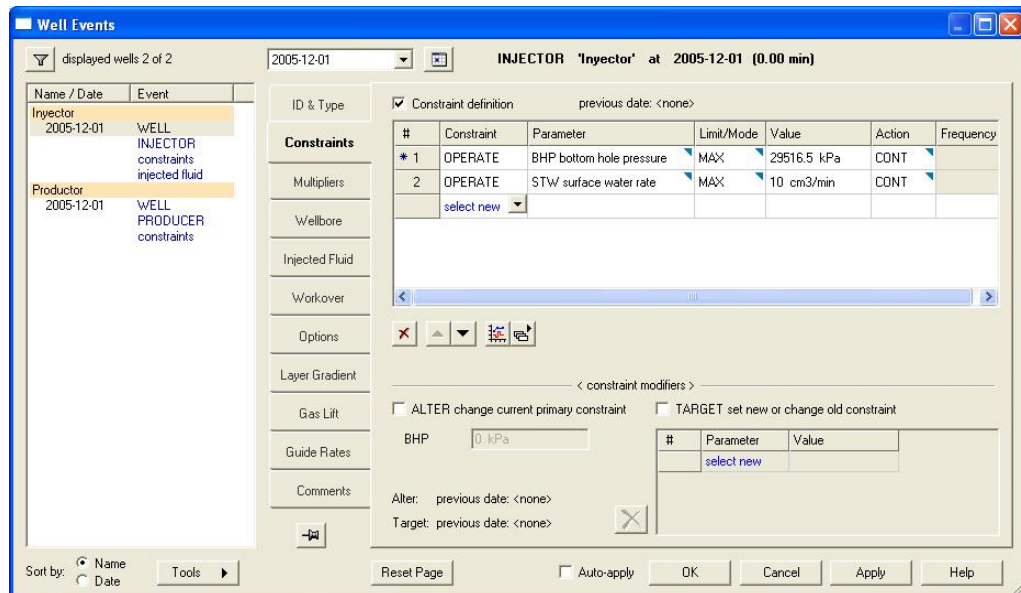 Well Events
displayed wells 2 of 2
2005-12-01
INJECTOR 'Inyector' at 2005-12-01 (0.00 min)
Name / Date Event
Inyector
2005-12-01 WELL
INJECTOR
constraints
injected fluid
Productor
2005-12-01 WELL
PRODUCER
constraints
ID & Type
Constraints
Multipliers
Wellbore
Injected Fluid
Workover
Options
Layer Gradient
Gas Lift
Guide Rates
Comments
Constraint definition previous date: <none>
# Constraint Parameter Limit/Mode Value Action Frequency
* 1 OPERATE BHP bottom hole pressure MAX 29516.5 kPa CONT
2 OPERATE STW surface water rate MAX 10 cm3/min CONT
select new
< constraint modifiers >
ALTER change current primary constraint
BHP 0 kPa
Alter: previous date: <none>
Target: previous date: <none>
TARGET set new or change old constraint
# Parameter Value
select new
Sort by: Name
Date
Tools
Reset Page
Auto-apply
OK
Cancel
Apply
Help